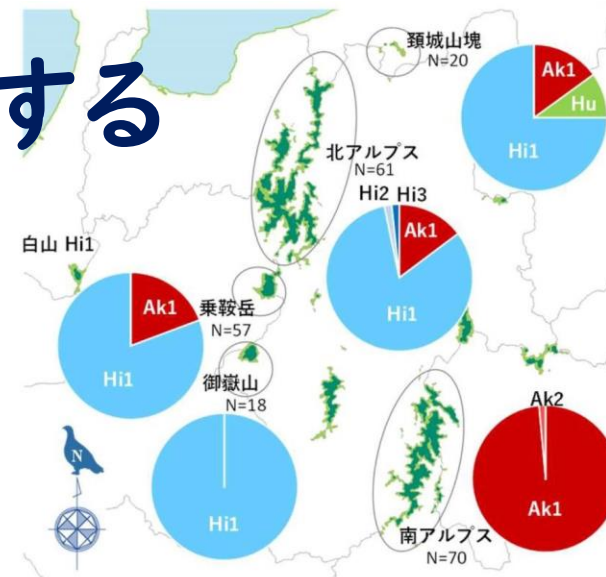 する
頚城山塊
N=20
Ak1
Hu
Hi1
北アルプス
N=61
Hi2 Hi3
Ak1
Hi1
白山 Hi1
Ak1
Hi1
乗鞍岳
N=57
御嶽山
N=18
Hi1
N
Ak2
Ak1
南アルプス
N=70